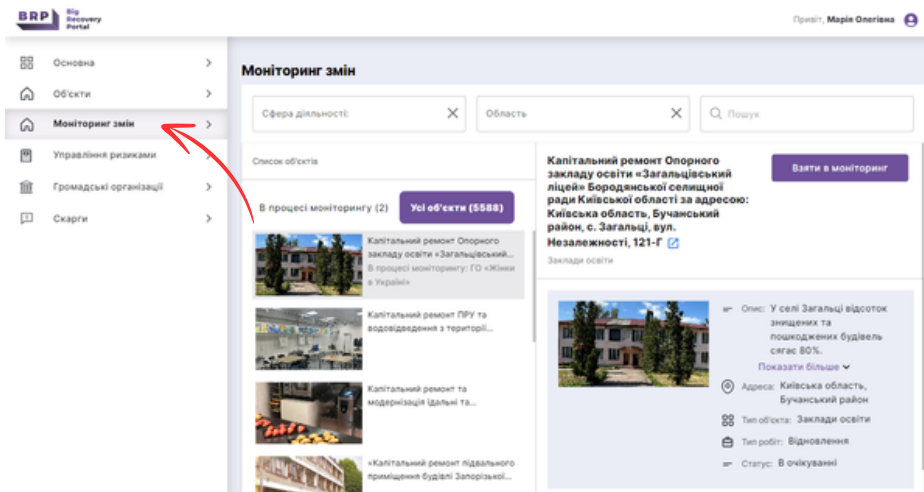 BRP Big
Recovery
Portal
Привіт, Марія Олегівна
Основна
Об'єкти
Моніторинг змін
Управління ризиками
Громадські організації
Скарги
Моніторинг змін
Сфера діяльності:
Область
Пошук
Список об'єктів
В процесі моніторингу (2)
Усі об'єкти (5588)
Капітальний ремонт Опорного
закладу освіти «Загальцівський...
В процесі моніторингу: ГО «Жінки
в Україні»
Капітальний ремонт ПРУ та
водовідведення з території...
Капітальний ремонт та
модернізація їдальні та...
«Капітальний ремонт підвального
приміщення будівлі Запорізької...
Капітальний ремонт Опорного
закладу освіти «Загальцівський
ліцей» Бородянської селищної
ради Київської області за адресою:
Київська область, Бучанський
район, с. Загальці, вул.
Незалежності, 121-Г
Взяти в моніторинг
Заклади освіти
Опис: У селі Загальці відсоток
знищених та
пошкоджених будівель
сягає 80%.
Показати більше
Адреса: Київська область,
Бучанський район
Тип об'єкта: Заклади освіти
Тип робіт: Відновлення
Статус: В очікуванні